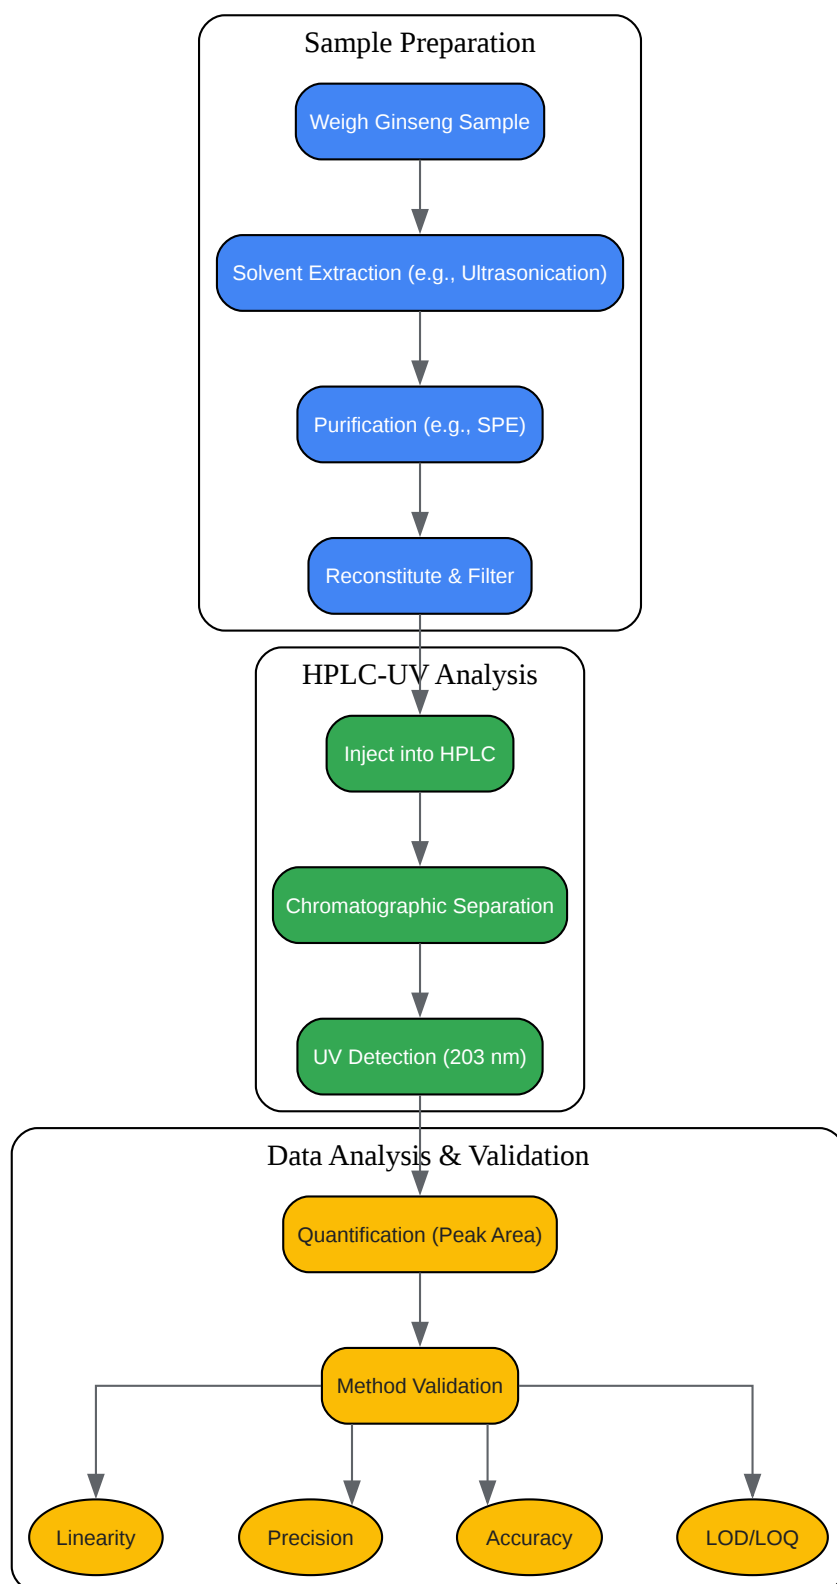 Sample Preparation
Weigh Ginseng Sample
Solvent Extraction (e.g., Ultrasonication)
Purification (e.g., SPE)
Reconstitute & Filter
HPLC-UV Analysis
Inject into HPLC
Chromatographic Separation
UV Detection (203 nm)
Data Analysis & Validation
Quantification (Peak Area)
Method Validation
Linearity
Precision
Accuracy
LOD/LOQ